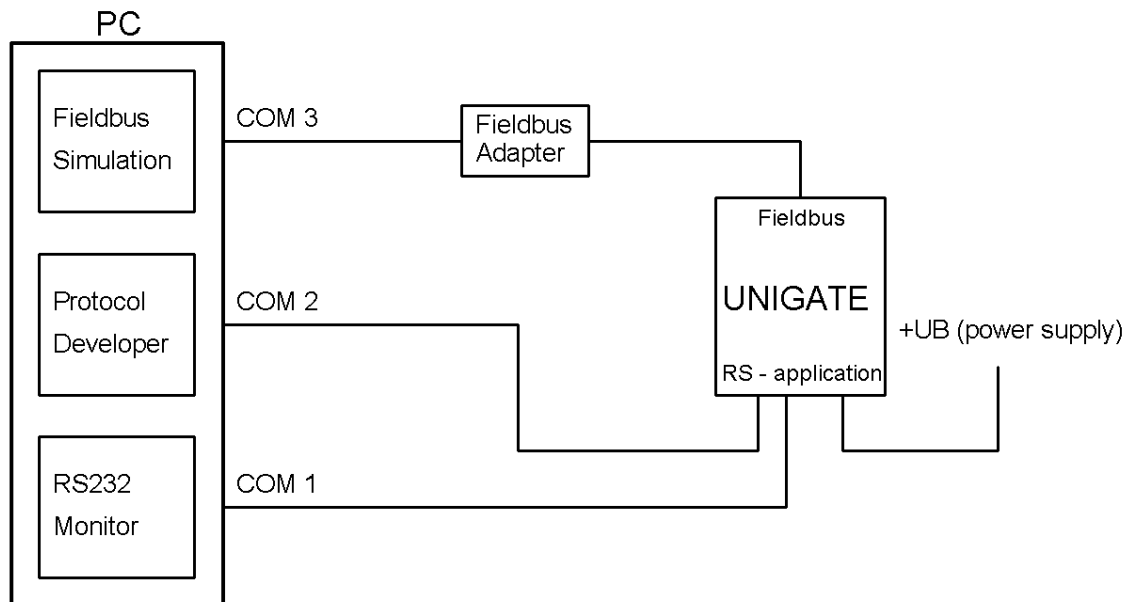 PC
Fieldbus
Simulation
COM 3
Fieldbus
Adapter
Fieldbus
UNIGATE
RS - application
+UB (power supply)
Protocol
Developer
COM 2
RS232
Monitor
COM 1